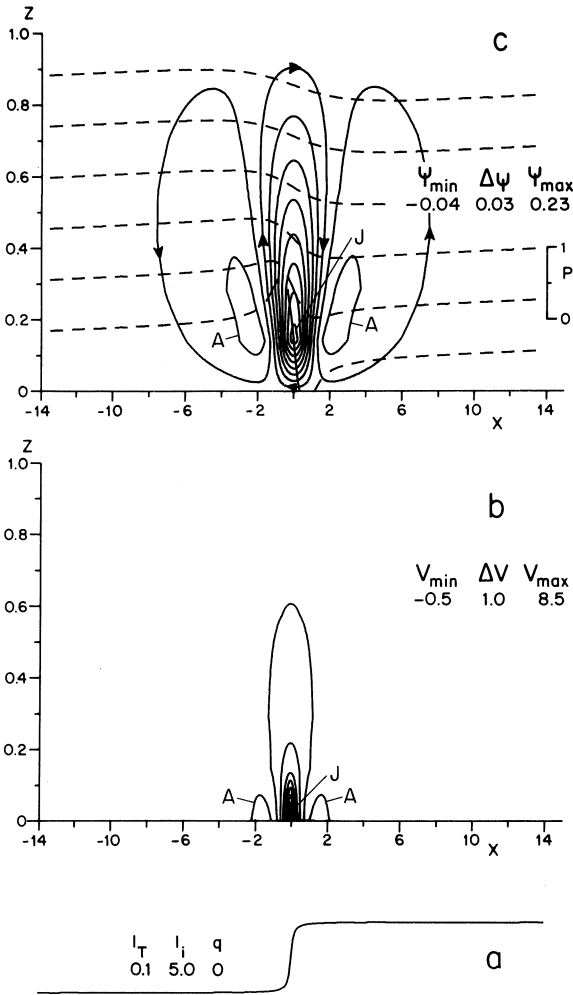 Z
1.0
0.8
0.6
0.4
0.2
0
c
Ψmin ΔΨ Ψmax
-0.04 0.03 0.23
J
A A
1
P
0
-14 -10 -6 -2 2 6 10 14
X
Z
1.0
0.8
0.6
0.4
0.2
0
b
Vmin ΔV Vmax
-0.5 1.0 8.5
J
A A
-14 -10 -6 -2 2 6 10 14
X
lT li q
0.1 5.0 0
a